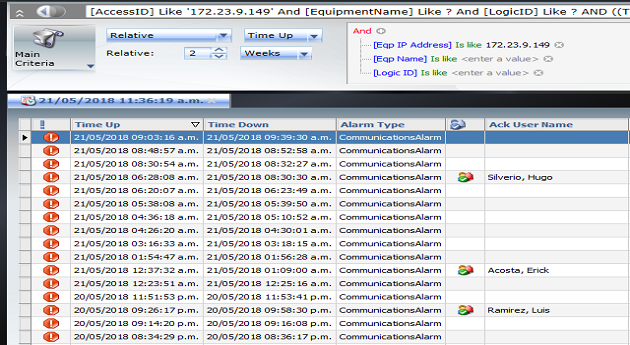 [AccessID] Like '172.23.9.149' And [EquipmentName] Like ? And [LogicID] Like ? AND ((T
Main Criteria
Relative Time Up
Relative: 2 Weeks
And
[Eqp IP Address] Is like 172.23.9.149
[Eqp Name] Is like <enter a value>
[Logic ID] Is like <enter a value>
21/05/2018 11:36:19 a.m.
! Time Up Time Down Alarm Type Ack User Name
21/05/2018 09:03:16 a.m. 21/05/2018 09:39:30 a.m. CommunicationsAlarm
21/05/2018 08:48:57 a.m. 21/05/2018 08:52:58 a.m. CommunicationsAlarm
21/05/2018 08:30:54 a.m. 21/05/2018 08:32:27 a.m. CommunicationsAlarm
21/05/2018 06:28:08 a.m. 21/05/2018 08:30:30 a.m. CommunicationsAlarm Silverio, Hugo
21/05/2018 06:20:07 a.m. 21/05/2018 06:23:49 a.m. CommunicationsAlarm
21/05/2018 05:38:08 a.m. 21/05/2018 05:39:50 a.m. CommunicationsAlarm
21/05/2018 04:36:18 a.m. 21/05/2018 05:10:52 a.m. CommunicationsAlarm
21/05/2018 04:26:20 a.m. 21/05/2018 04:30:01 a.m. CommunicationsAlarm
21/05/2018 03:16:33 a.m. 21/05/2018 03:18:15 a.m. CommunicationsAlarm
21/05/2018 01:54:47 a.m. 21/05/2018 01:56:28 a.m. CommunicationsAlarm
21/05/2018 12:37:32 a.m. 21/05/2018 01:09:00 a.m. CommunicationsAlarm Acosta, Erick
21/05/2018 12:23:51 a.m. 21/05/2018 12:25:16 a.m. CommunicationsAlarm
20/05/2018 11:51:53 p.m. 20/05/2018 11:53:41 p.m. CommunicationsAlarm
20/05/2018 09:26:17 p.m. 20/05/2018 09:58:30 p.m. CommunicationsAlarm Ramirez, Luis
20/05/2018 09:14:20 p.m. 20/05/2018 09:16:08 p.m. CommunicationsAlarm
20/05/2018 08:34:29 p.m. 20/05/2018 08:36:17 p.m. CommunicationsAlarm